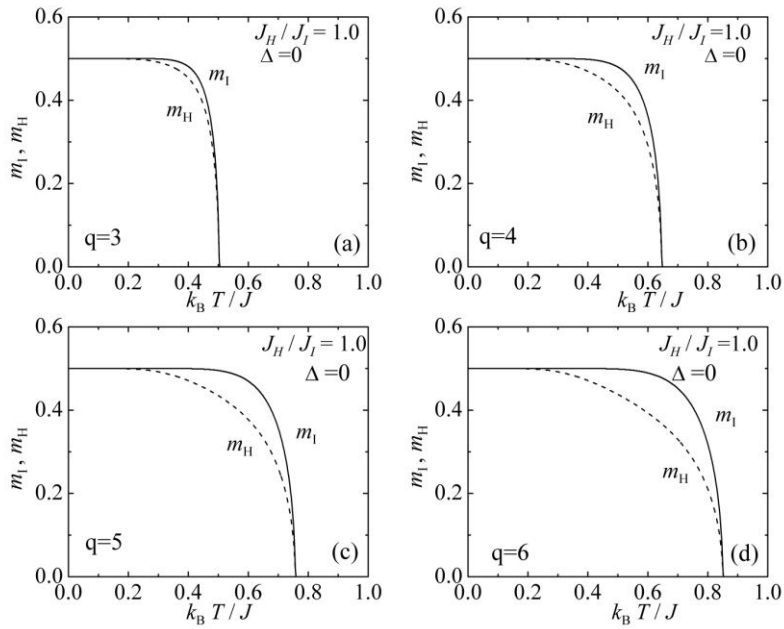 0.6
J_H / J_I = 1.0
Δ =0
m_I
m_H
0.4
0.2
0.0
m_I, m_H
q=3
(a)
0.0 0.2 0.4 0.6 0.8 1.0
k_B T / J
0.6
J_H / J_I = 1.0
Δ =0
m_I
m_H
0.4
0.2
0.0
m_I, m_H
q=4
(b)
0.0 0.2 0.4 0.6 0.8 1.0
k_B T / J
0.6
J_H / J_I = 1.0
Δ =0
m_I
m_H
0.4
0.2
0.0
m_I, m_H
q=5
(c)
0.0 0.2 0.4 0.6 0.8 1.0
k_B T / J
0.6
J_H / J_I = 1.0
Δ =0
m_I
m_H
0.4
0.2
0.0
m_I, m_H
q=6
(d)
0.0 0.2 0.4 0.6 0.8 1.0
k_B T / J